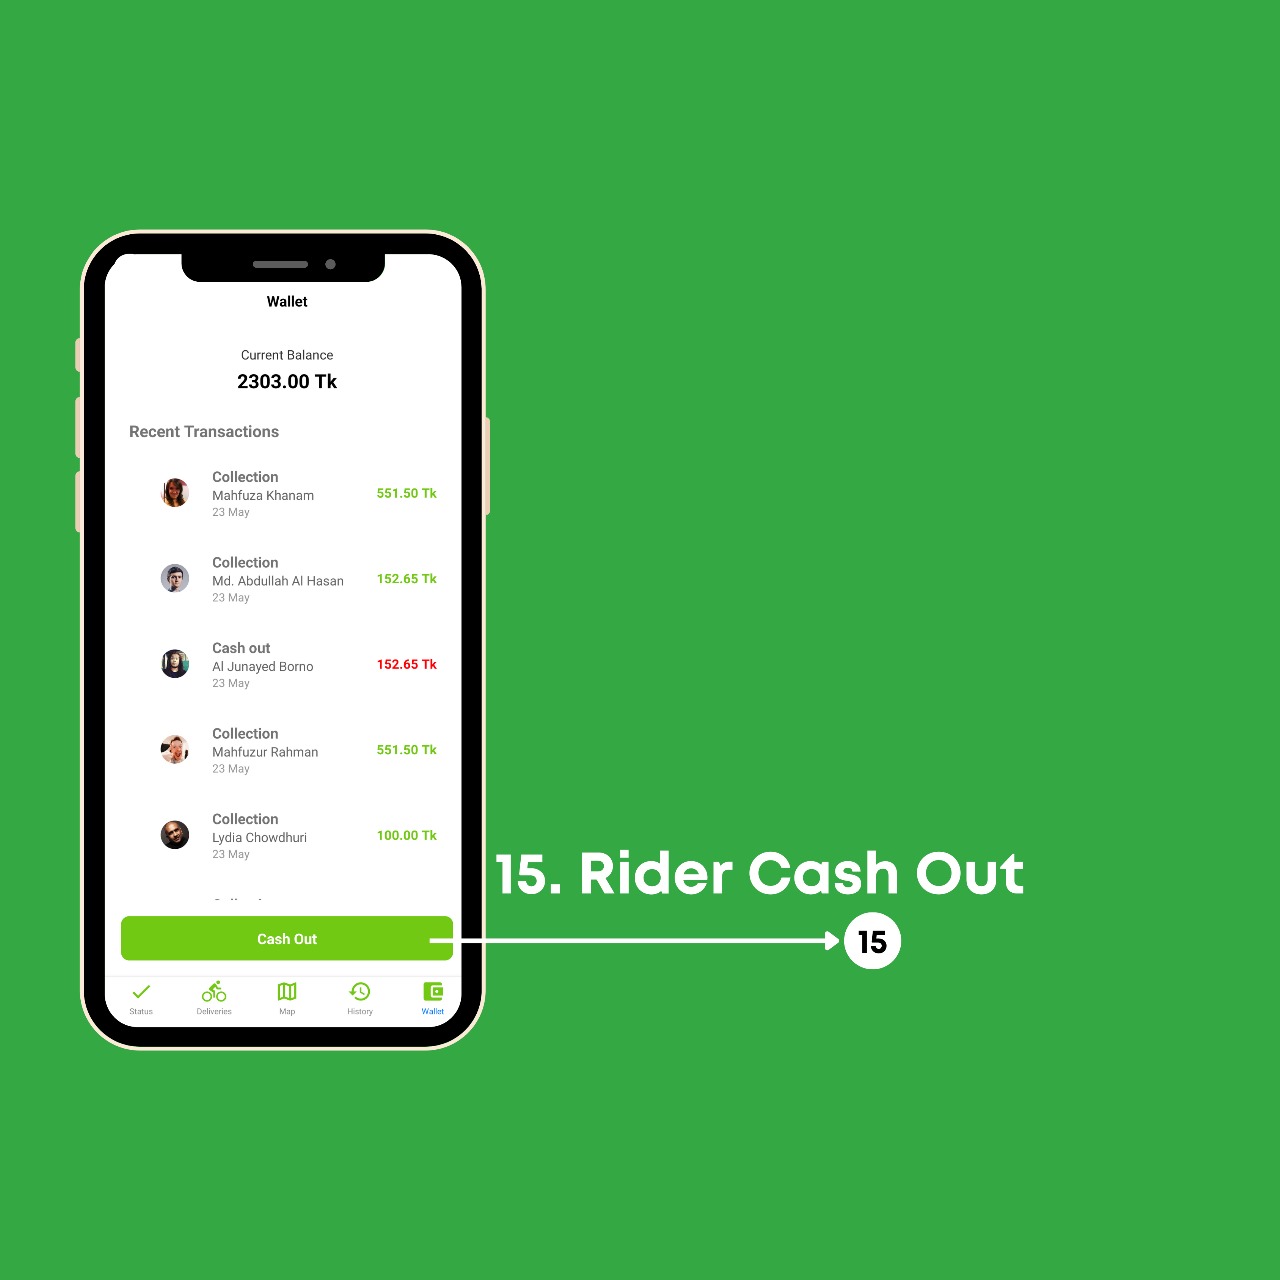 Wallet
Current Balance
2303.00 Tk
Recent Transactions
Collection
Mahfuza Khanam
551.50 Tk
23 May
Collection
Md. Abdullah Al Hasan
152.65 Tk
23 May
Cash out
Al Junayed Borno
152.65 Tk
23 May
Collection
Mahfuzur Rahman
551.50 Tk
23 May
Collection
Lydia Chowdhuri
100.00 Tk
23 May
15. Rider Cash Out
Cash Out
15
Status Deliveries Map History Wallet